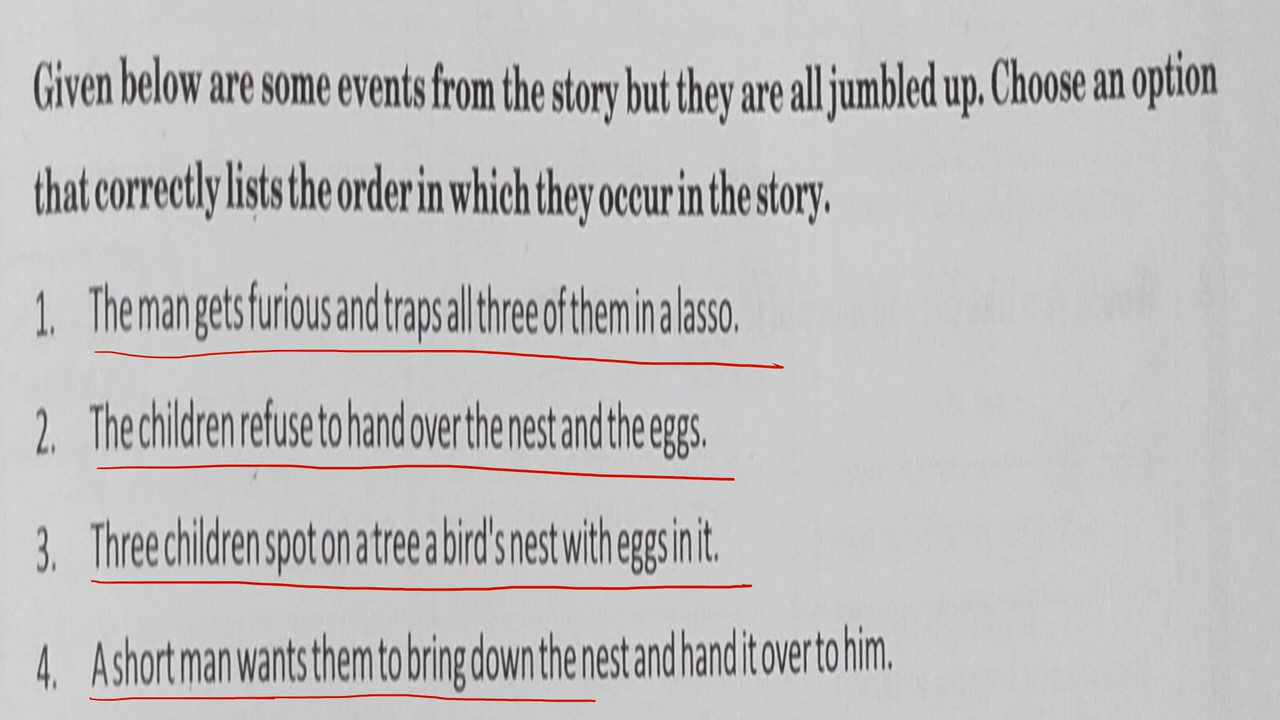 Given below are some events from the story but they are all jumbled up. Choose an option
that correctly lists the order in which they occur in the story.
1. The man gets furious and traps all three of them in a lasso.
2. The children refuse to hand over the nest and the eggs.
3. Three children spot on a tree a bird's nest with eggs in it.
4. A short man wants them to bring down the nest and hand it over to him.